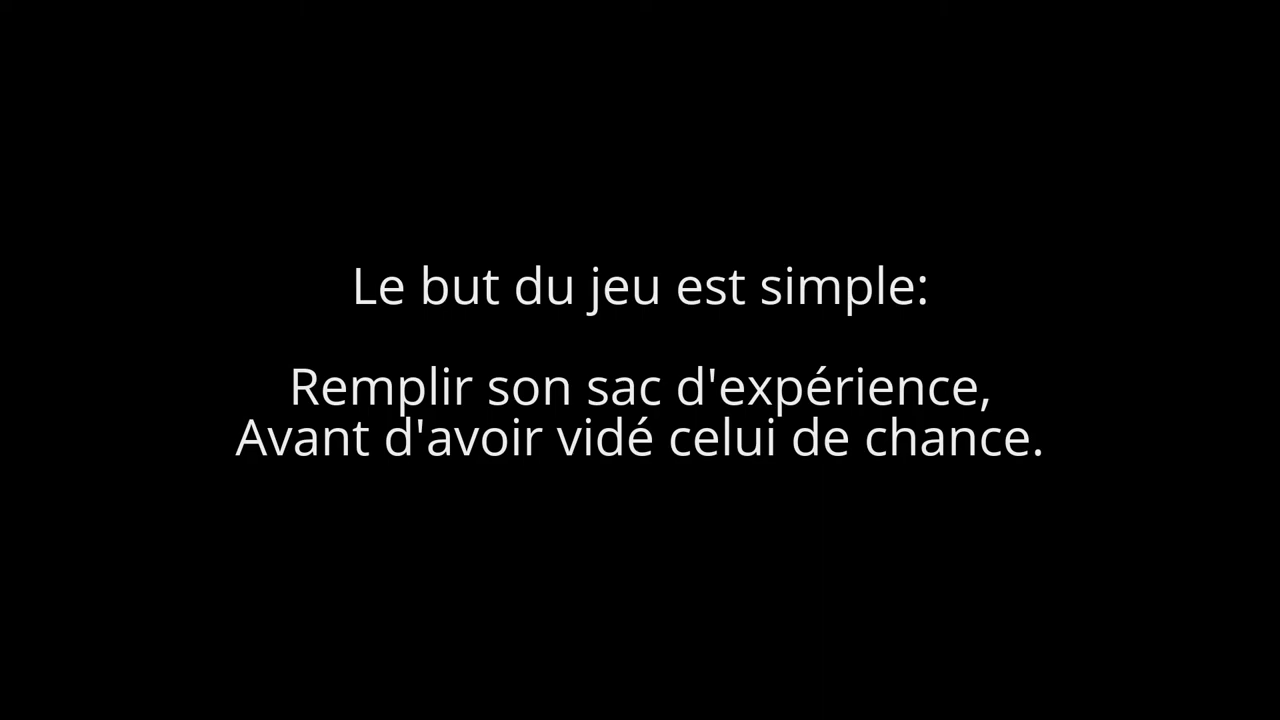 Le but du jeu est simple:
Remplir son sac d'expérience,
Avant d'avoir vidé celui de chance.